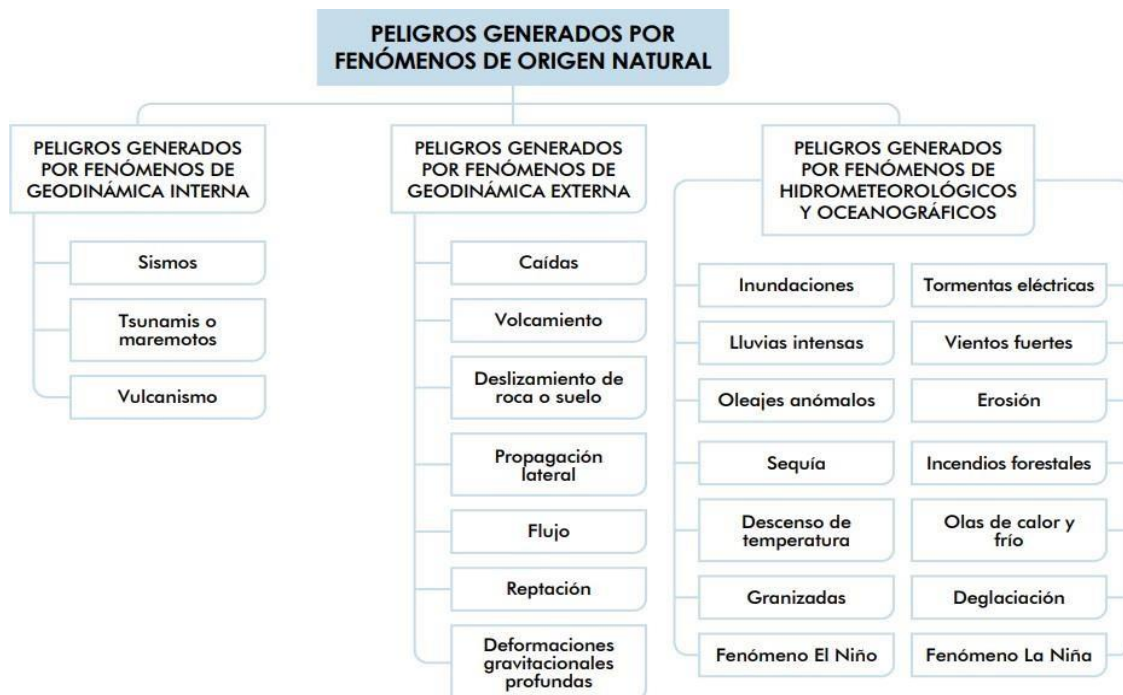 PELIGROS GENERADOS POR
FENÓMENOS DE ORIGEN NATURAL
PELIGROS GENERADOS
POR FENÓMENOS DE
GEODINÁMICA INTERNA
Sismos
Tsunamis o
maremotos
Vulcanismo
PELIGROS GENERADOS
POR FENÓMENOS DE
GEODINÁMICA EXTERNA
Caídas
Volcamiento
Deslizamiento de
roca o suelo
Propagación
lateral
Flujo
Reptación
Deformaciones
gravitacionales
profundas
PELIGROS GENERADOS
POR FENÓMENOS DE
HIDROMETEOROLÓGICOS
Y OCEANOGRÁFICOS
Inundaciones
Lluvias intensas
Oleajes anómalos
Sequía
Descenso de
temperatura
Granizadas
Fenómeno El Niño
Tormentas eléctricas
Vientos fuertes
Erosión
Incendios forestales
Olas de calor y
frío
Deglaciación
Fenómeno La Niña